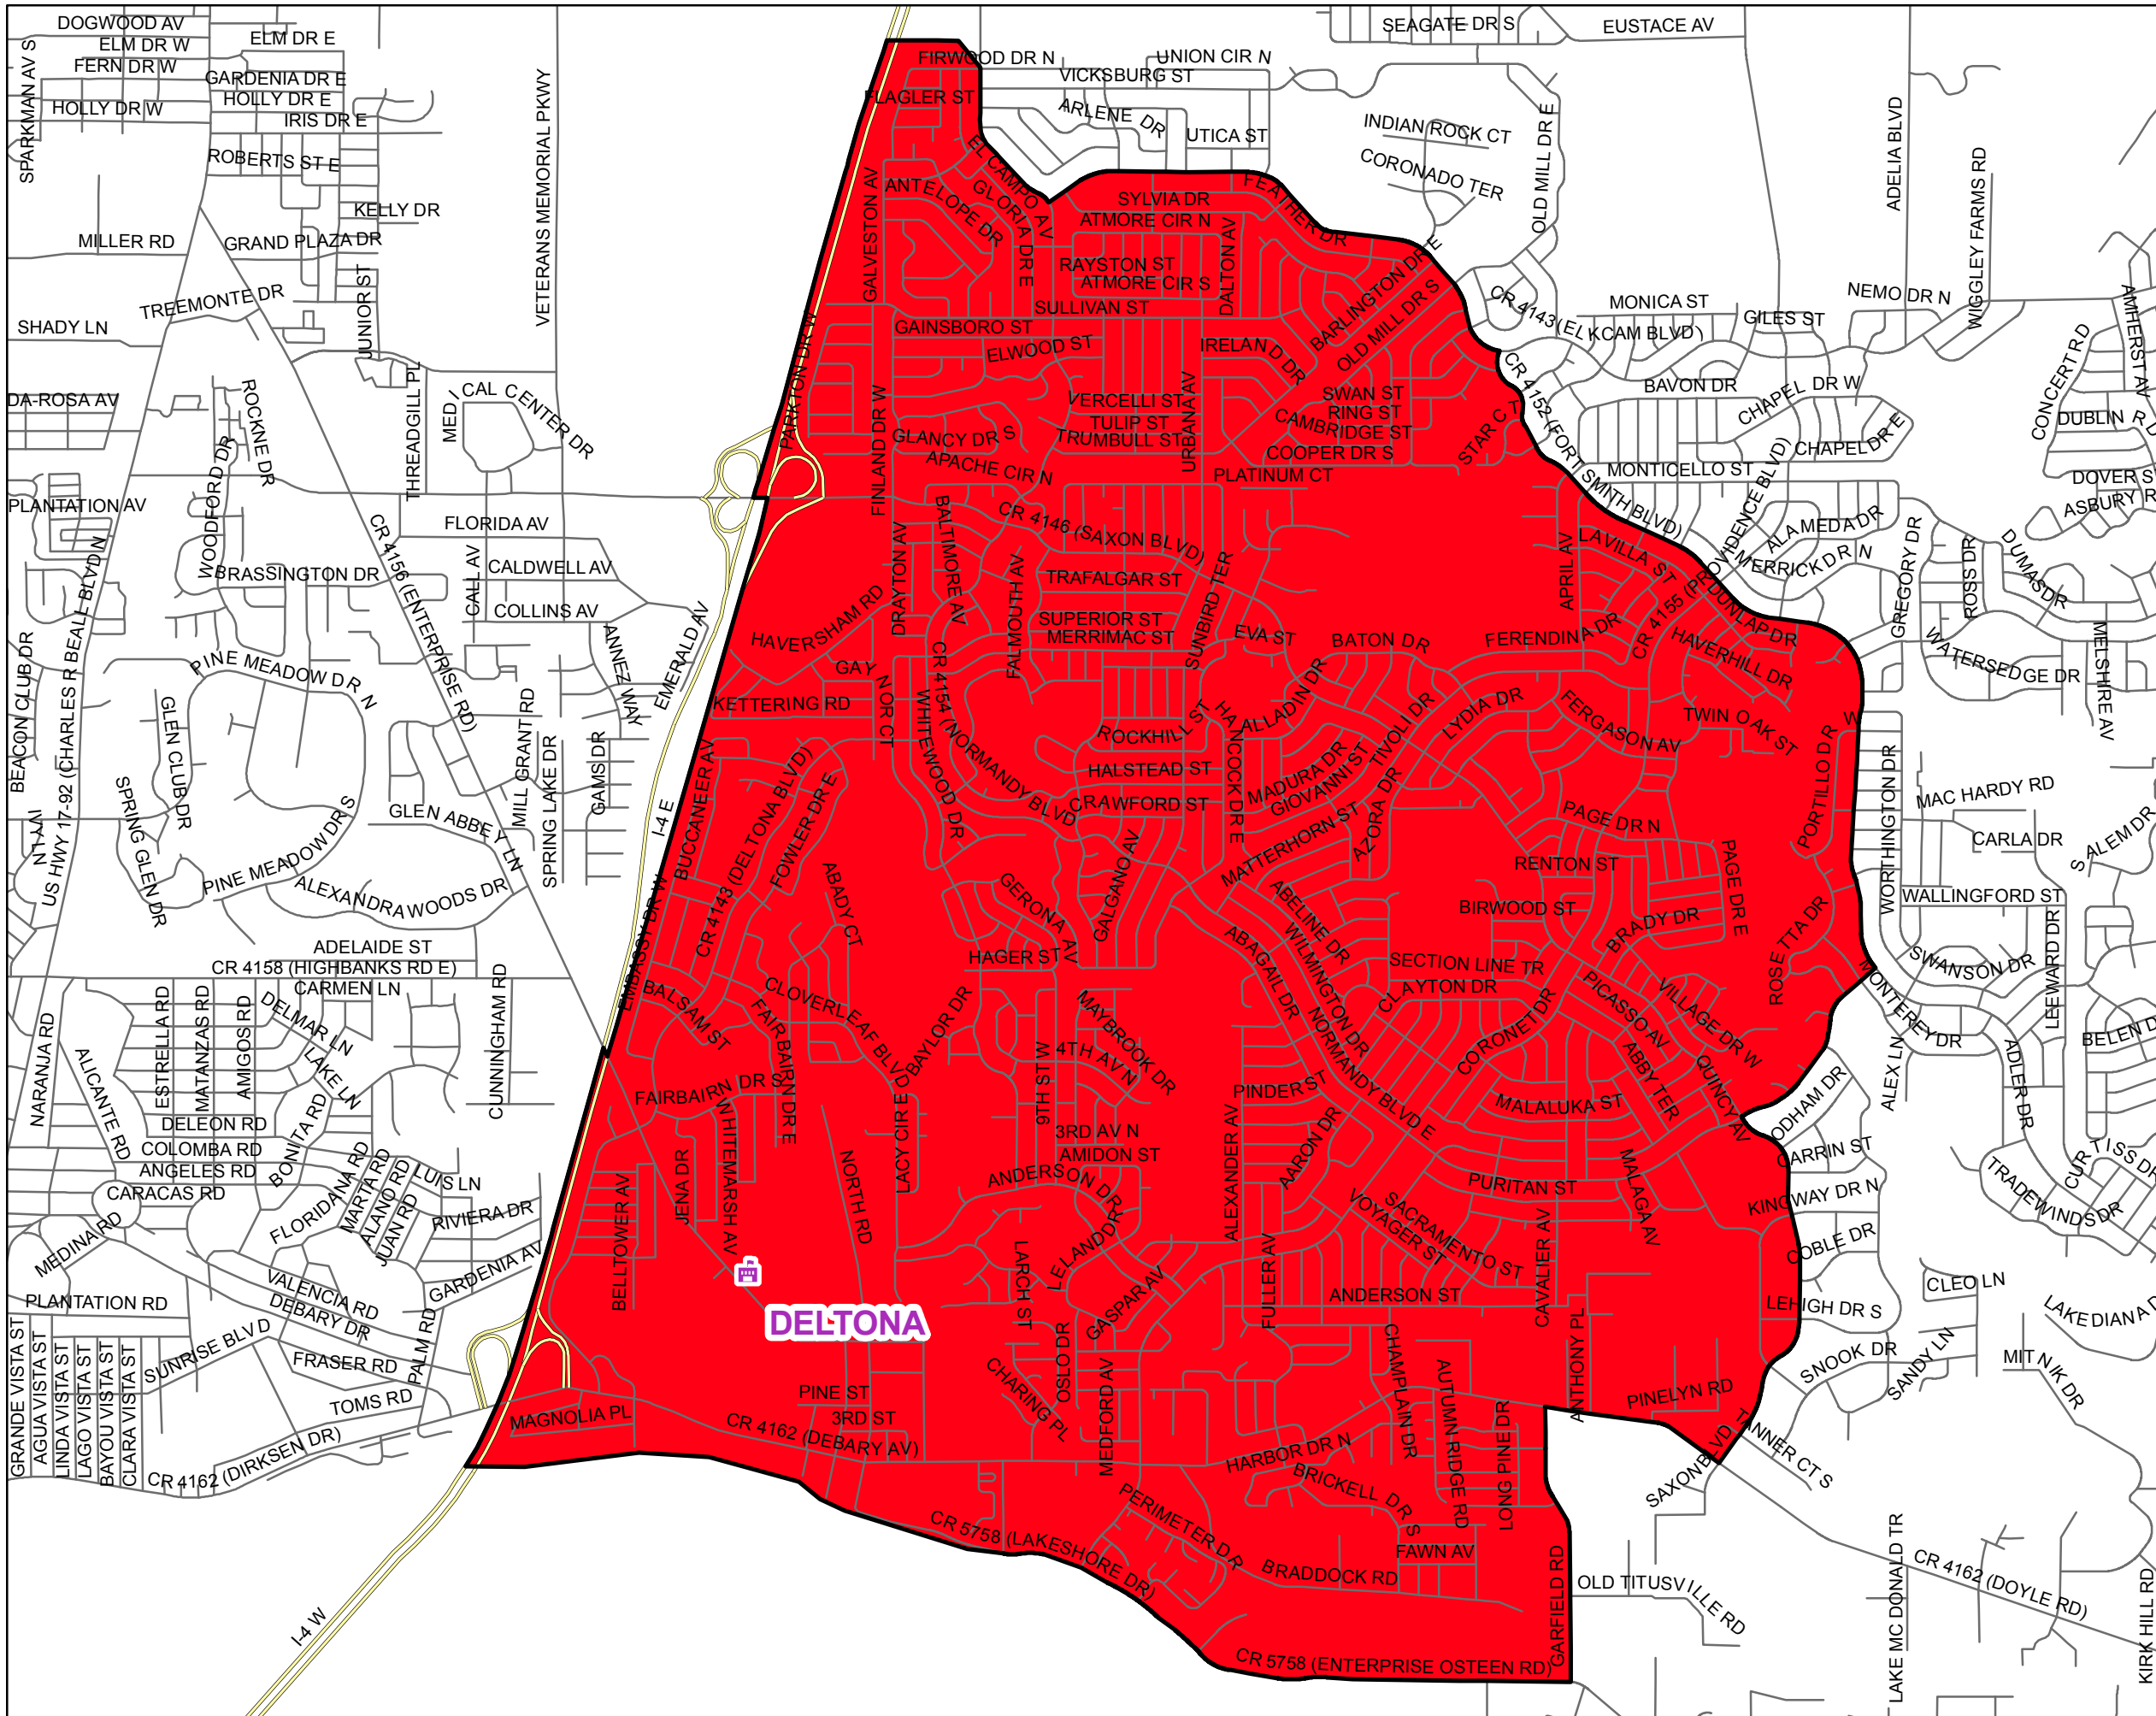 DOGWOOD AV
ELM DR W
ELM DR E
FERN DR W
GARDENIA DR E
HOLLY DR W
HOLLY DR E
IRIS DR E
SPARKMAN AV S
ROBERTS ST E
KELLY DR
MILLER RD
GRAND PLAZA DR
VETERANS MEMORIAL PKWY
TREEMONTE DR
JUNIOR ST
SHADY LN
DA-ROSA AV
ROCKNE DR
WOODFORD DR
THREADGILL PL
MEDICAL CENTER DR
PLANTATION AV
FLORIDA AV
CR 4156 (ENTERPRISE RD)
CALL AV
CALDWELL AV
BRASSINGTON DR
COLLINS AV
ANNEZ WAY
EMERALD AV
BEACON CLUB DR
US HWY 17-92 (CHARLES R BEALL BLVD N
PINE MEADOW DR N
GLEN CLUB DR
MILL GRANT RD
SPRING LAKE DR
GAMS DR
IVY LN
SPRING GLEN DR
PINE MEADOW DR S
GLEN ABBEY LN
ALEXANDRA WOODS DR
ADELAIDE ST
CR 4158 (HIGHBANKS RD E)
CARMEN LN
CUNNINGHAM RD
NARANJA RD
ALICANTE RD
ESTRELLA RD
MATANZAS RD
AMIGOS RD
DELMAR LN
LAKE LN
DELEON RD
COLOMBA RD
ANGELES RD
CARACAS RD
BONITA RD
MEDINA RD
FLORIDANA RD
MARTA RD
ALANO RD
JUAN RD
LUIS LN
RIVIERA DR
GARDENIA AV
VALENCIA RD
DEBARY DR
PLANTATION RD
SUNRISE BLVD
FRASER RD
PALM RD
TOMS RD
GRANDE VISTA ST
AGUA VISTA ST
LINDA VISTA ST
LAGO VISTA ST
BAYOU VISTA ST
CLARA VISTA ST
CR 4162 (DIRKSEN DR)
I-4 W
I-4 E
FIRWOOD DR N
UNION CIR N
VICKSBURG ST
FLAGLER ST
ARLENE DR
UTICA ST
SEAGATE DR S
EUSTACE AV
INDIAN ROCK CT
CORONADO TER
OLD MILL DR E
ADELIA BLVD
WIGGLEY FARMS RD
GALVESTON AV
ANTELOPE DR
EL CAMPO AV
GLORIA DR E
SYLVIA DR
ATMORE CIR N
FEATHER DR
DALTON AV
RAYSTON ST
ATMORE CIR S
SULLIVAN ST
BARLINGTON DR E
OLD MILL DR S
GAINSBORO ST
ELWOOD ST
IRELAND DR
PARKTON DR W
FINLAND DR W
VERCELLI ST
TULIP ST
TRUMBULL ST
URBANA AV
SWAN ST
RING ST
CAMBRIDGE ST
COOPER DR S
STAR CT
GLANCY DR S
APACHE CIR N
PLATINUM CT
CR 4143 (ELKCAM BLVD)
MONICA ST
GILES ST
NEMO DR N
AMHERST AV
CR 4152 (FORT SMITH BLVD)
BAVON DR
CHAPEL DR W
CHAPEL DR E
CONCERT RD
DUBLIN RD
MONTICELLO ST
DOVER S
ASBURY R
ALAMEDA DR
MERRICK DR N
GREGORY DR
ROSS DR
DUMAS DR
BALTIMORE AV
DRAYTON AV
CR 4146 (SAXON BLVD)
TRAFALGAR ST
FALMOUTH AV
SUPERIOR ST
MERRIMAC ST
SUNBIRD TER
EVA ST
BATON DR
FERENDINA DR
APRIL AV
LAVILLA ST
CR 4155 (PROVIDENCE BLVD)
DUNLAP DR
HAVERHILL DR
HAVERSHAM RD
GAYNOR CT
KETTERING RD
CR 4154 (NORMANDY BLVD
WHITEWOOD DR
ROCKHILL ST
HANCOCK DR E
ALLADIN DR
HALSTEAD ST
CRAWFORD ST
MADURA DR
GIOVANNI ST
TIVOLI DR
LYDIA DR
FERGASON AV
TWIN OAK ST
PORTILLO DR W
WATERSEDGE DR
MELSHIRE AV
BUCCANEER AV
CR 4143 (DELTONA BLVD)
FOWLER DR E
ABADY CT
MATTERHORN ST
AZORA DR
PAGE DR N
RENTON ST
PAGE DR E
WORTHINGTON DR
MAC HARDY RD
CARLA DR
SALEM DR
WALLINGFORD ST
GERONA AV
GALGANO AV
ABELINE DR
WILMINGTON DR
ABAGAIL DR
BIRWOOD ST
BRADY DR
ROSETTA DR
SWANSON DR
LEEWARD DR
EMBASSY DR W
HAGER ST
SECTION LINE TR
CLAYTON DR
PICASSO AV
VILLAGE DR W
MONTEREY DR
BELEN D
BALSAM ST
CLOVERLEAF BLVD
FAIRBAIRN DR E
BAYLOR DR
MAYBROOK DR
4TH AV N
9TH ST W
NORMANDY BLVD E
CORONET DR
ABBY TER
QUINCY AV
ALEX LN
ADLER DR
FAIRBAIRN DR S
PINDER ST
MALALUKA ST
ODHAM DR
WHITEMARSH AV
LACY CIR E
3RD AV N
AMIDON ST
ALEXANDER AV
AARON DR
CARRIN ST
CURTISS DR
TRADEWINDS DR
BELLTOWER AV
JENA DR
NORTH RD
ANDERSON DR
PURITAN ST
MALAGA AV
KINGWAY DR N
LELAND DR
SACRAMENTO ST
VOYAGER ST
CAVALIER AV
COBLE DR
LARCH ST
GASPAR AV
FULLER AV
ANDERSON ST
CLEO LN
LEHIGH DR S
LAKE DIANA D
DELTONA
OSLO DR
CHARING PL
MEDFORD AV
CHAMPLAIN DR
AUTUMN RIDGE RD
LONG PINE DR
ANTHONY PL
PINELYN RD
SNOOK DR
SANDY LN
MITNIK DR
PINE ST
3RD ST
MAGNOLIA PL
CR 4162 (DEBARY AV)
HARBOR DR N
BRICKELL DR S
TANNER CT S
SAXON BLVD
PERIMETER DR
CR 5758 (LAKESHORE DR)
BRADDOCK RD
FAWN AV
GARFIELD RD
OLD TITUSVILLE RD
CR 4162 (DOYLE RD)
LAKE MC DONALD TR
KIRK HILL RD
CR 5758 (ENTERPRISE OSTEEN RD)